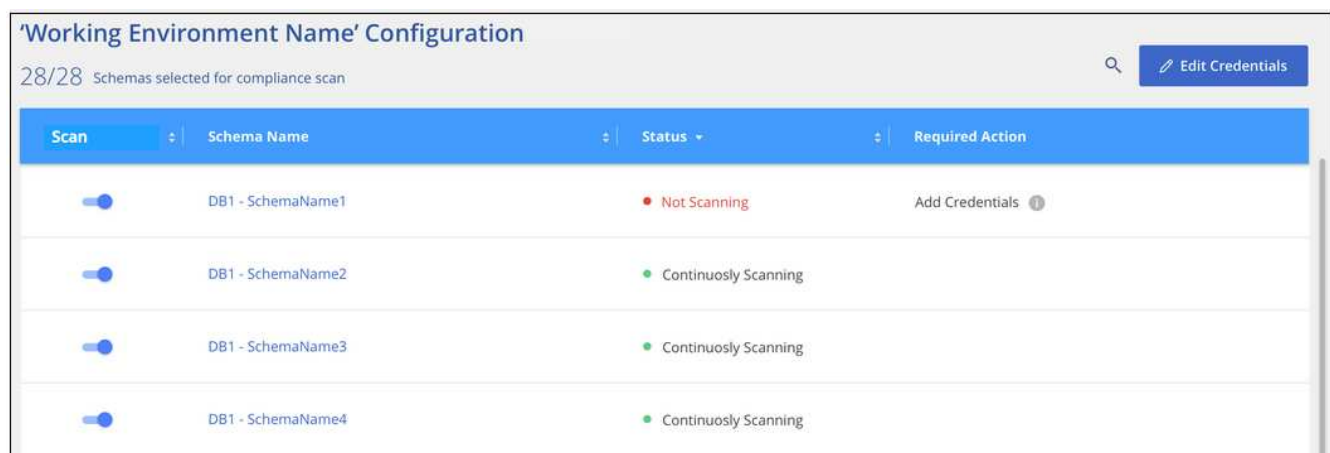 ‘Working Environment Name’ Configuration
28/28 Schemas selected for compliance scan
Edit Credentials
Scan Schema Name Status Required Action
DB1 - SchemaName1 Not Scanning Add Credentials
DB1 - SchemaName2 Continuosly Scanning
DB1 - SchemaName3 Continuosly Scanning
DB1 - SchemaName4 Continuosly Scanning